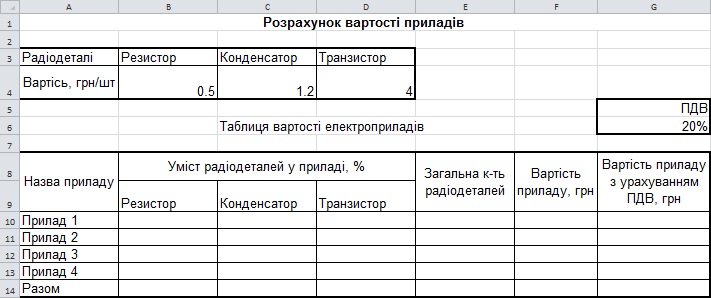 A B C D E F G
1 Розрахунок вартості приладів
2
3 Радіодеталі Резистор Конденсатор Транзистор
4 Вартісь, грн/шт 0.5 1.2 4
5 ПДВ
6 Таблиця вартості електроприладів 20%
7
8 Назва приладу Уміст радіодеталей у приладі, % Загальна к-ть радіодеталей Вартість приладу, грн Вартість приладу з урахуванням ПДВ, грн
9 Резистор Конденсатор Транзистор
10 Прилад 1
11 Прилад 2
12 Прилад 3
13 Прилад 4
14 Разом